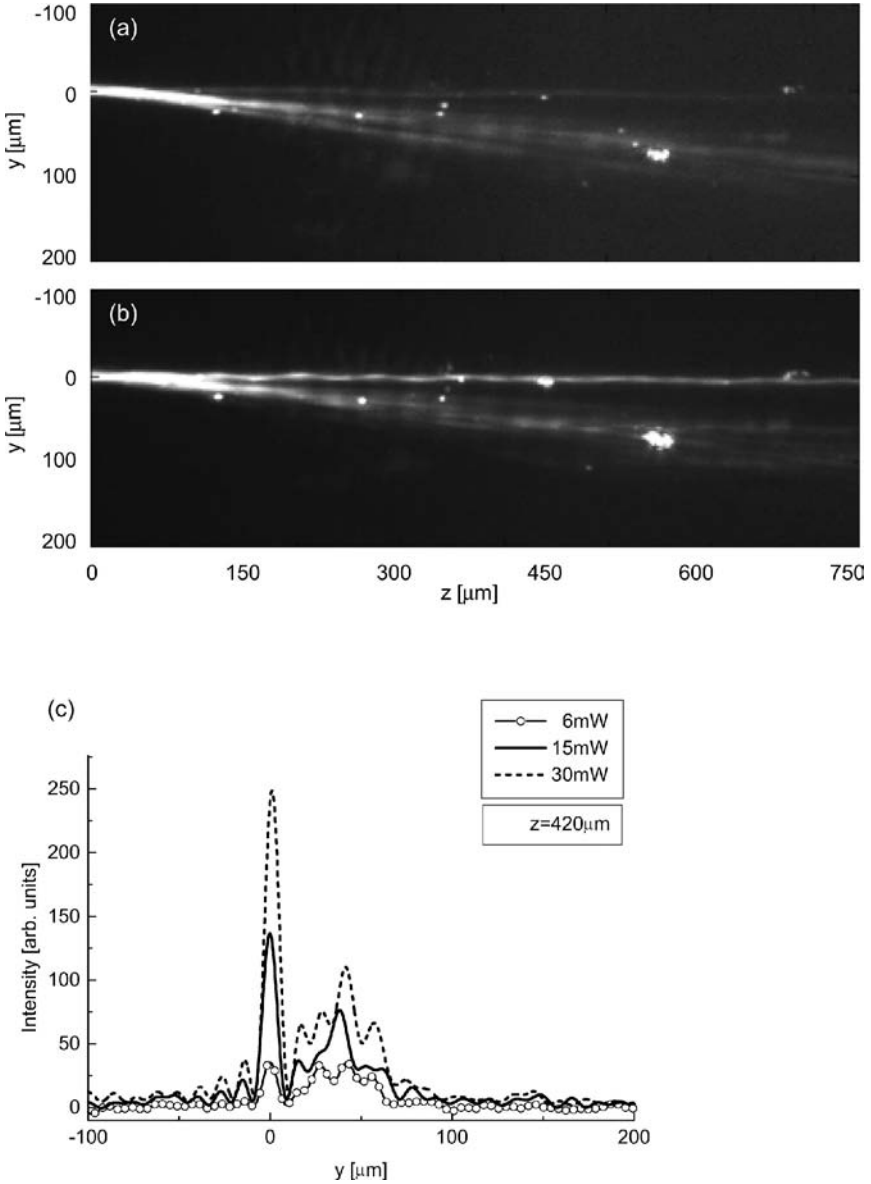 (a)
-100
0
100
200
y [μm]
(b)
-100
0
100
200
y [μm]
0 150 300 450 600 750
z [μm]
(c)
6mW
15mW
30mW
z=420μm
250
200
150
100
50
0
Intensity [arb. units]
-100 0 100 200
y [μm]